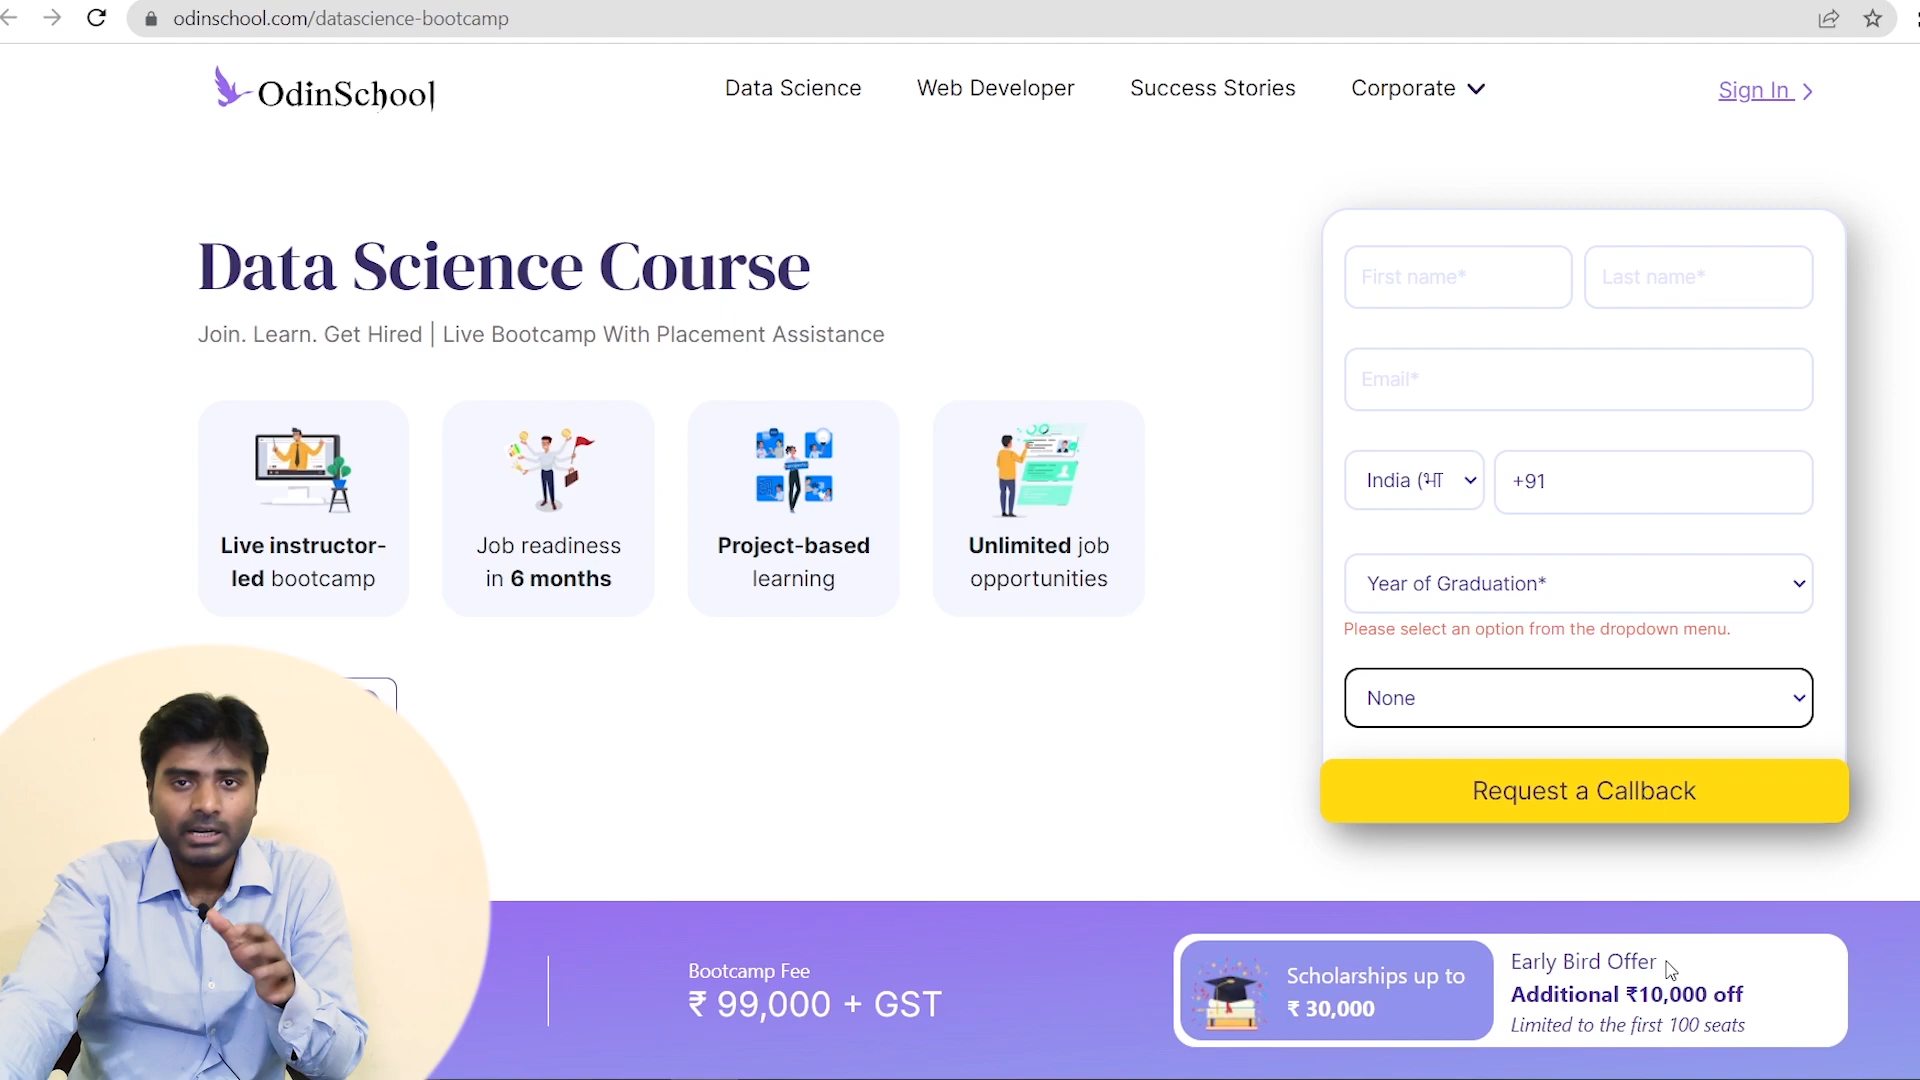 odinschool.com/datascience-bootcamp
OdinSchool
Data Science
Web Developer
Success Stories
Corporate
Sign In
Data Science Course
Join. Learn. Get Hired | Live Bootcamp With Placement Assistance
Live instructor-
led bootcamp
Job readiness
in 6 months
Project-based
learning
Unlimited job
opportunities
First name*
Last name*
Email*
India (भा
+91
Year of Graduation*
Please select an option from the dropdown menu.
None
Request a Callback
Bootcamp Fee
₹ 99,000 + GST
Scholarships up to
₹ 30,000
Early Bird Offer
Additional ₹10,000 off
Limited to the first 100 seats